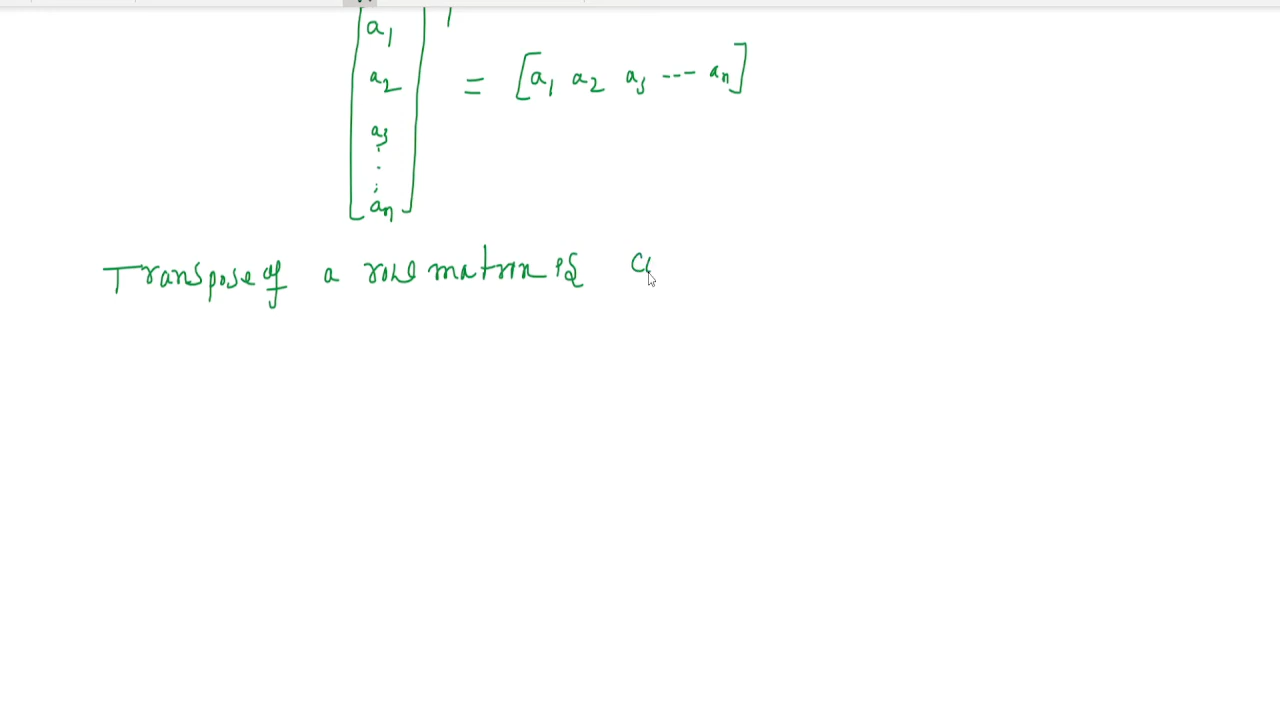 a1
a2 = [a1 a2 a3 --- an]
a3
⋮
an
Transpose of a row matrix is